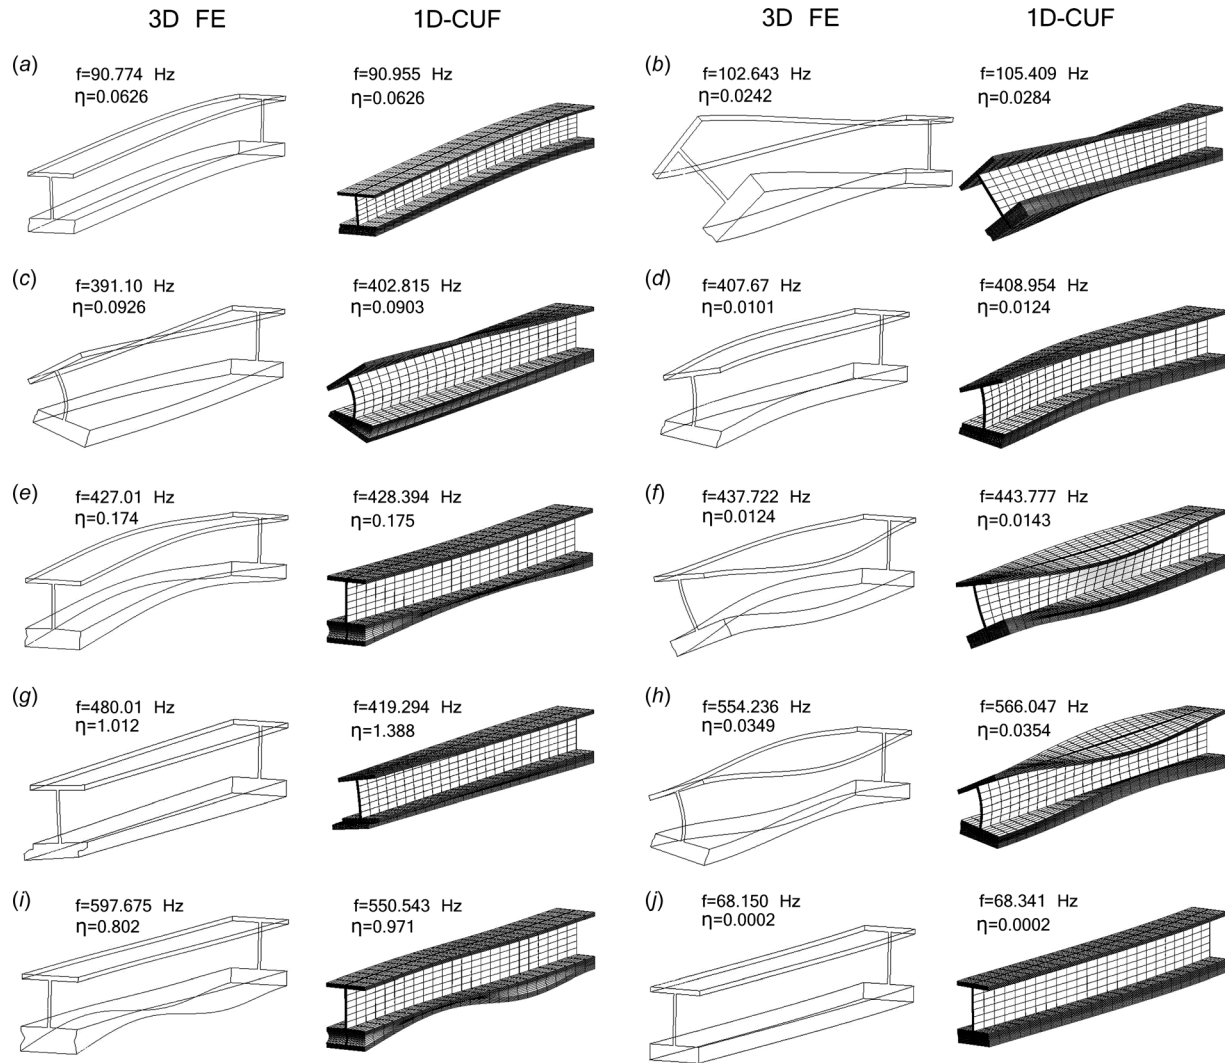 3D FE 1D-CUF 3D FE 1D-CUF
(a) f=90.774 Hz f=90.955 Hz (b) f=102.643 Hz f=105.409 Hz
η=0.0626 η=0.0626 η=0.0242 η=0.0284
(c) f=391.10 Hz f=402.815 Hz (d) f=407.67 Hz f=408.954 Hz
η=0.0926 η=0.0903 η=0.0101 η=0.0124
(e) f=427.01 Hz f=428.394 Hz (f) f=437.722 Hz f=443.777 Hz
η=0.174 η=0.175 η=0.0124 η=0.0143
(g) f=480.01 Hz f=419.294 Hz (h) f=554.236 Hz f=566.047 Hz
η=1.012 η=1.388 η=0.0349 η=0.0354
(i) f=597.675 Hz f=550.543 Hz (j) f=68.150 Hz f=68.341 Hz
η=0.802 η=0.971 η=0.0002 η=0.0002